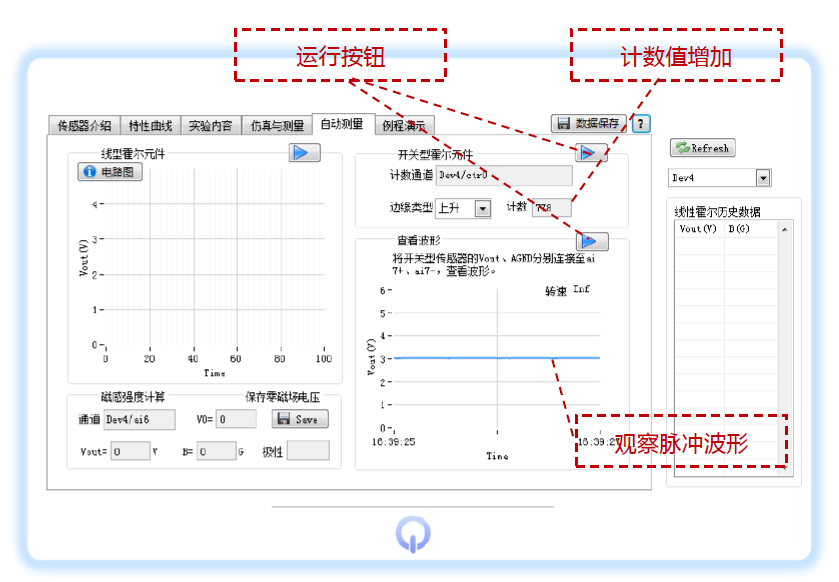 运行按钮
计数值增加
传感器介绍
特性曲线
实验内容
仿真与测量
自动测量
例程演示
数据保存
?
线型霍尔元件
电路图
Vout(V)
4
3
2
1
0
0 20 40 60 80 100
Time
开关型霍尔元件
计数通道 Dev4/ctr0
边缘类型 上升 计数 778
查看波形
将开关型传感器的Vout、AGND分别连接至ai
7+、ai7-,查看波形。
转速 Inf
Vout(V)
6
5
4
3
2
1
0
16:39:25
Time
观察脉冲波形
磁感强度计算
保存零磁场电压
通道 Dev4/ai6 V0= 0 Save
Vout= 0 V B= 0 G 极性
Refresh
Dev4
线性霍尔历史数据
Vout(V) B(G)